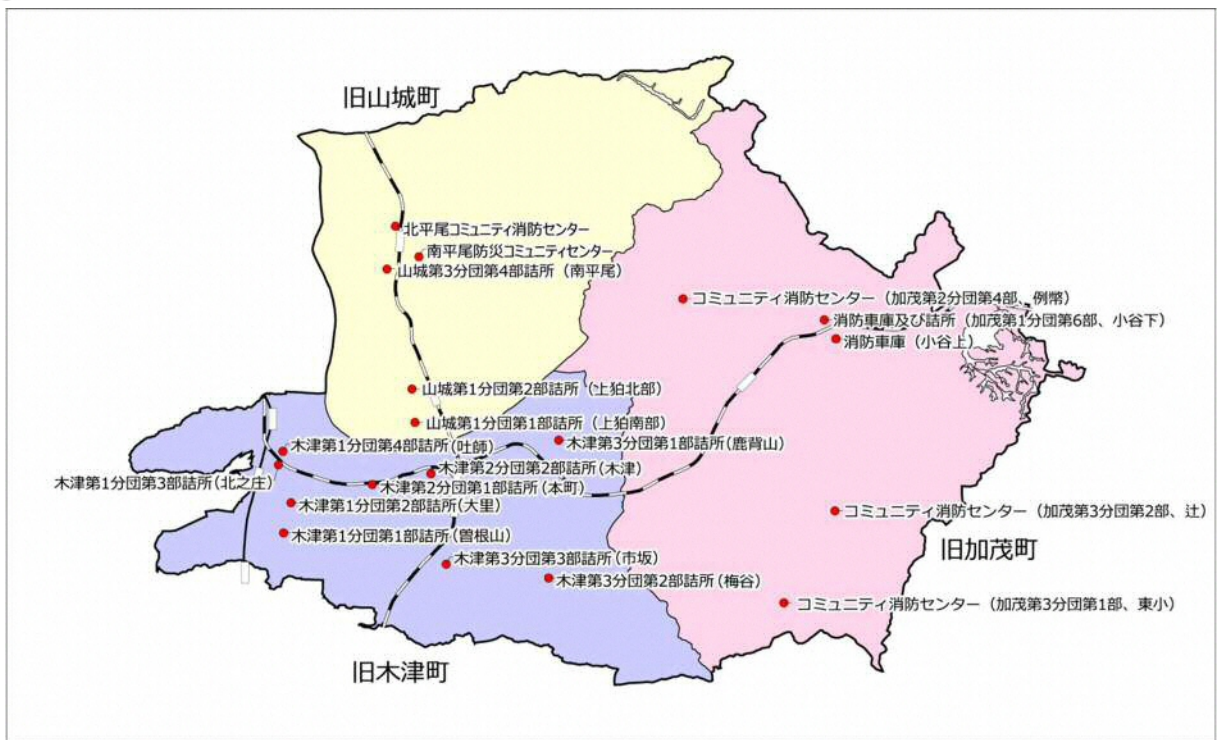 旧山城町
北平尾コミュニティ消防センター
南平尾防災コミュニティセンター
山城第3分団第4部詰所（南平尾）
コミュニティ消防センター（加茂第2分団第4部、例幣）
消防車庫及び詰所（加茂第1分団第6部、小谷下）
消防車庫（小谷上）
山城第1分団第2部詰所（上狛北部）
山城第1分団第1部詰所（上狛南部）
木津第3分団第1部詰所(鹿背山)
木津第1分団第4部詰所(吐師)
木津第2分団第2部詰所(木津)
木津第1分団第3部詰所(北之庄)
木津第2分団第1部詰所(本町)
木津第1分団第2部詰所(大里)
コミュニティ消防センター（加茂第3分団第2部、辻）
木津第1分団第1部詰所(曽根山)
旧加茂町
木津第3分団第3部詰所(市坂)
木津第3分団第2部詰所(梅谷)
コミュニティ消防センター（加茂第3分団第1部、東小）
旧木津町